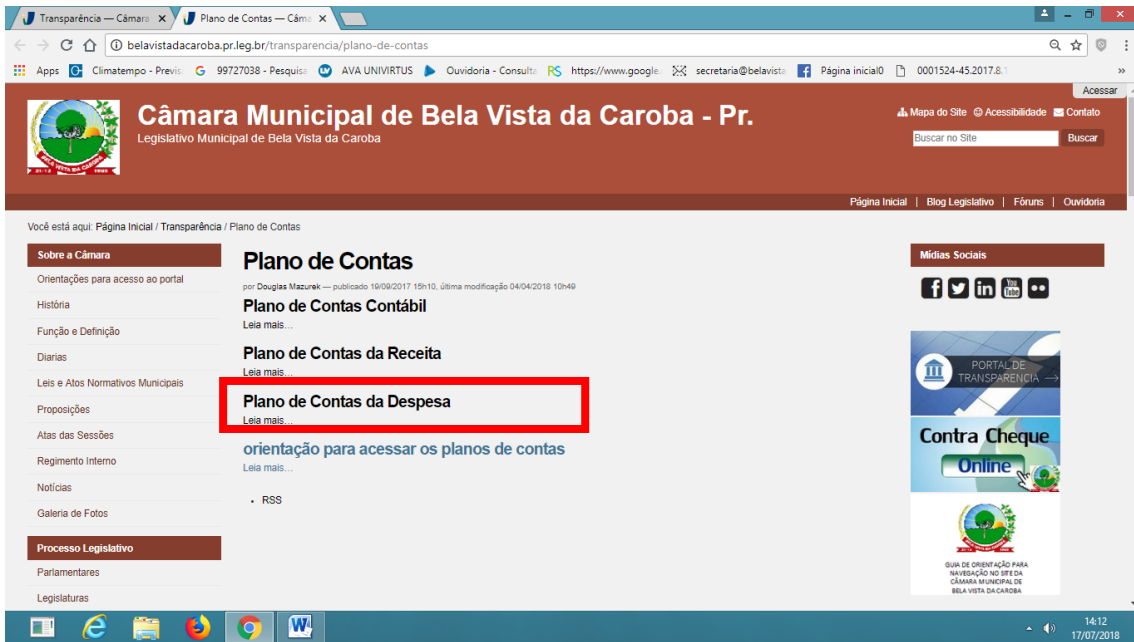 Transparência — Câmara
Plano de Contas — Câma
belavistadacaroba.pr.leg.br/transparencia/plano-de-contas
Apps
Climatempo - Previs
99727038 - Pesquisa
AVA UNIVIRTUS
Ouvidoria - Consulta
https://www.google
secretaria@belavista
Página inicial0
0001524-45.2017.8.1
»
Acessar
Câmara Municipal de Bela Vista da Caroba - Pr.
Legislativo Municipal de Bela Vista da Caroba
Mapa do Site Acessibilidade Contato
Buscar no Site Buscar
Página Inicial | Blog Legislativo | Fóruns | Ouvidoria
Você está aqui: Página Inicial / Transparência / Plano de Contas
Sobre a Câmara
Orientações para acesso ao portal
História
Função e Definição
Diarias
Leis e Atos Normativos Municipais
Proposições
Atas das Sessões
Regimento Interno
Notícias
Galeria de Fotos
Processo Legislativo
Parlamentares
Legislaturas
Plano de Contas
por Douglas Mazurek — publicado 19/09/2017 15h10, última modificação 04/04/2018 10h49
Plano de Contas Contábil
Leia mais…
Plano de Contas da Receita
Leia mais…
Plano de Contas da Despesa
Leia mais…
orientação para acessar os planos de contas
Leia mais…
RSS
Mídias Sociais
PORTAL DE
TRANSPARENCIA
Contra Cheque
Online
GUIA DE ORIENTAÇÃO PARA
NAVEGAÇÃO NO SITE DA
CÂMARA MUNICIPAL DE
BELA VISTA DA CAROBA
14:12
17/07/2018